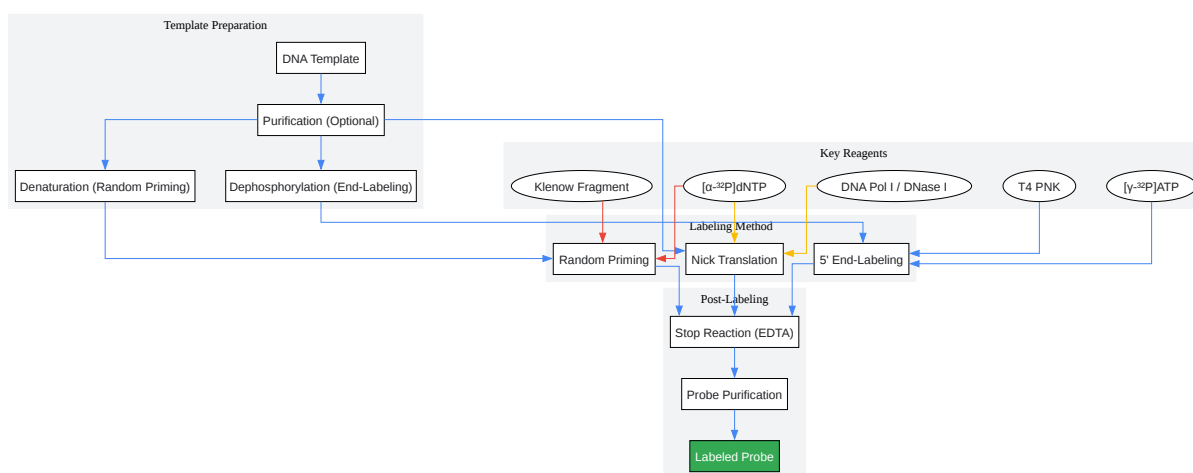 Template Preparation
DNA Template
Purification (Optional)
Denaturation (Random Priming)
Dephosphorylation (End-Labeling)
Key Reagents
Klenow Fragment
[α-³²P]dNTP
DNA Pol I / DNase I
T4 PNK
[γ-³²P]ATP
Labeling Method
Random Priming
Nick Translation
5' End-Labeling
Post-Labeling
Stop Reaction (EDTA)
Probe Purification
Labeled Probe